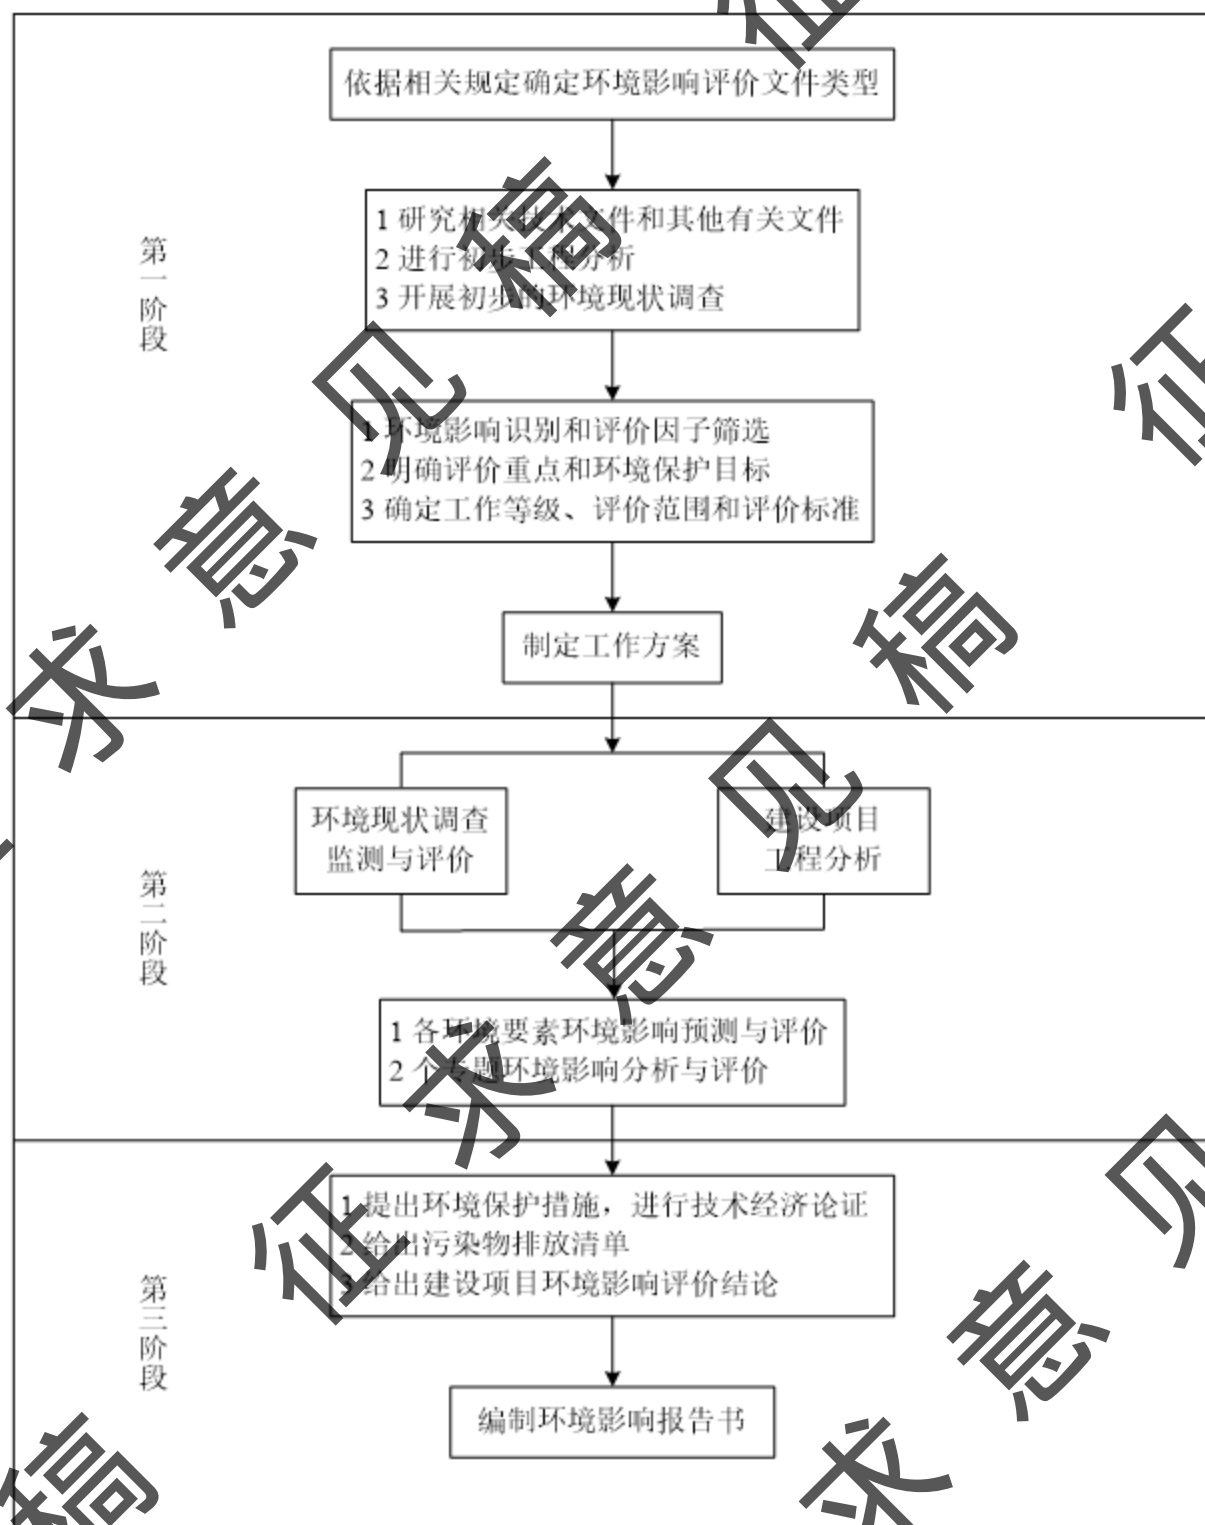 依据相关规定确定环境影响评价文件类型
第一阶段
1 研究相关技术文件和其他有关文件
2 进行初步工程分析
3 开展初步的环境现状调查
1 环境影响识别和评价因子筛选
2 明确评价重点和环境保护目标
3 确定工作等级、评价范围和评价标准
制定工作方案
第二阶段
环境现状调查
监测与评价
建设项目
工程分析
1 各环境要素环境影响预测与评价
2 个专题环境影响分析与评价
第三阶段
1 提出环境保护措施，进行技术经济论证
2 给出污染物排放清单
3 给出建设项目环境影响评价结论
编制环境影响报告书
征
求意见稿
征
征求意见稿
稿
求意见